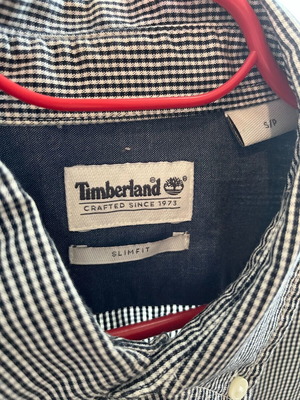 Timberland
CRAFTED SINCE 1973
SLIMFIT
S/P